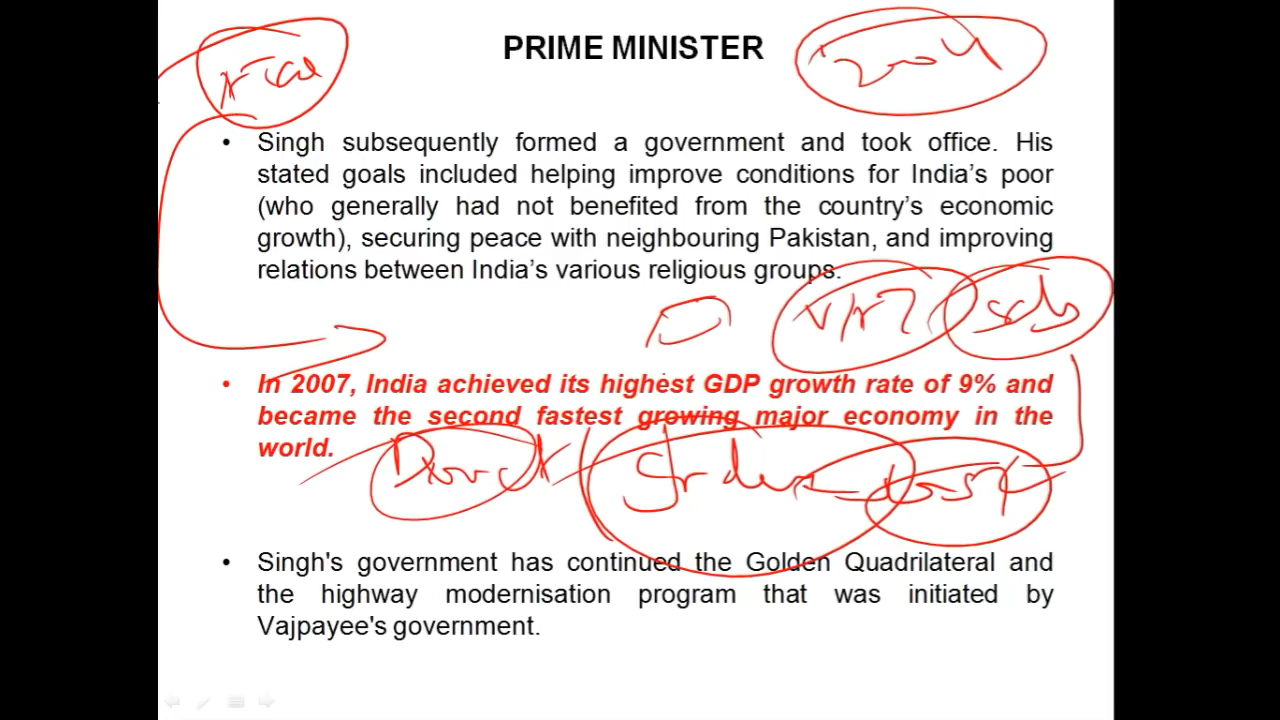 PRIME MINISTER
2004
• Singh subsequently formed a government and took office. His
stated goals included helping improve conditions for India's poor
(who generally had not benefited from the country's economic
growth), securing peace with neighbouring Pakistan, and improving
relations between India's various religious groups.
• In 2007, India achieved its highest GDP growth rate of 9% and
became the second fastest growing major economy in the
world.
• Singh's government has continued the Golden Quadrilateral and
the highway modernisation program that was initiated by
Vajpayee's government.